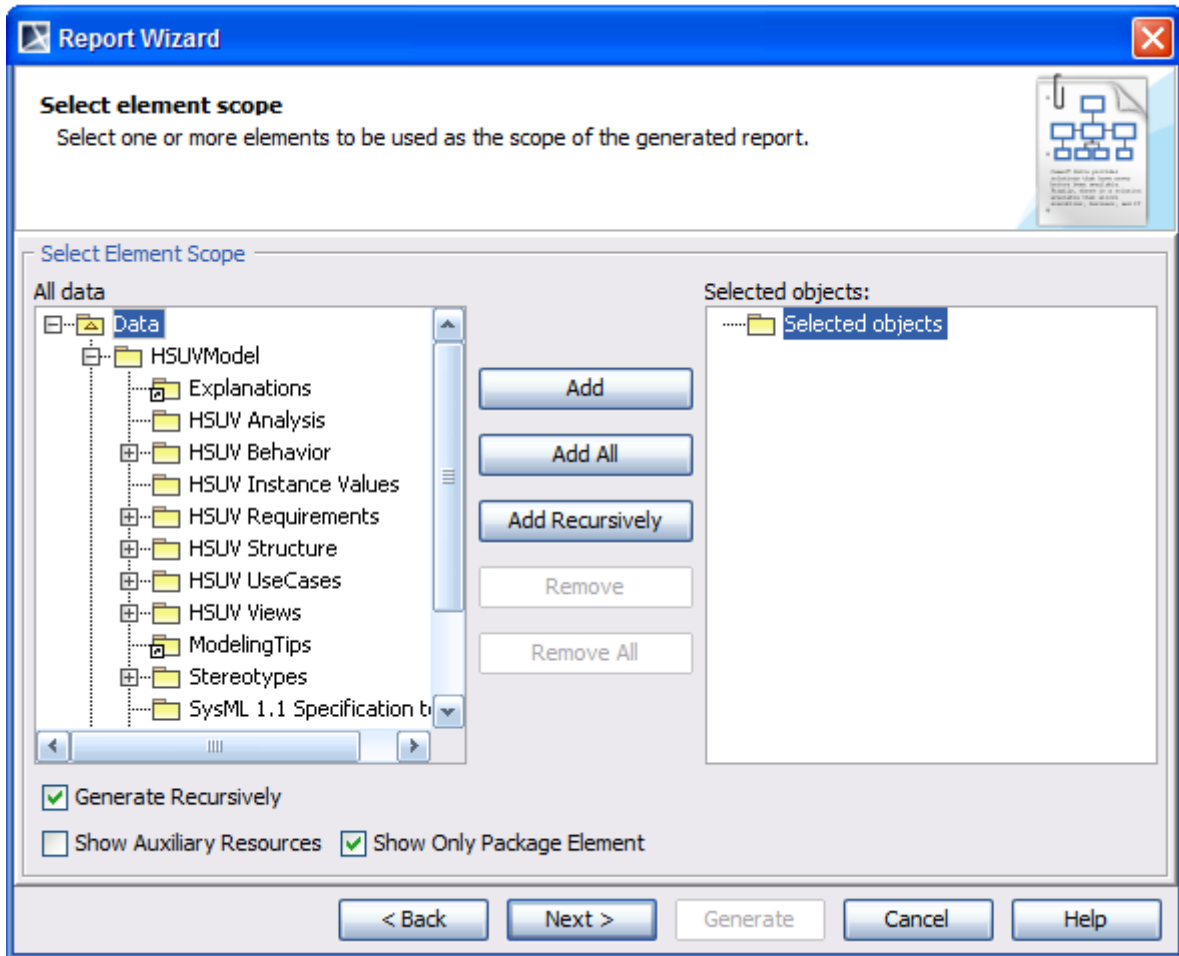 Report Wizard
Select element scope
Select one or more elements to be used as the scope of the generated report.
Select Element Scope
All data
Selected objects:
Data
Selected objects
HSUVModel
Explanations
HSUV Analysis
HSUV Behavior
HSUV Instance Values
HSUV Requirements
HSUV Structure
HSUV UseCases
HSUV Views
ModelingTips
Stereotypes
SysML 1.1 Specification
Add
Add All
Add Recursively
Remove
Remove All
Generate Recursively
Show Auxiliary Resources
Show Only Package Element
< Back
Next >
Generate
Cancel
Help